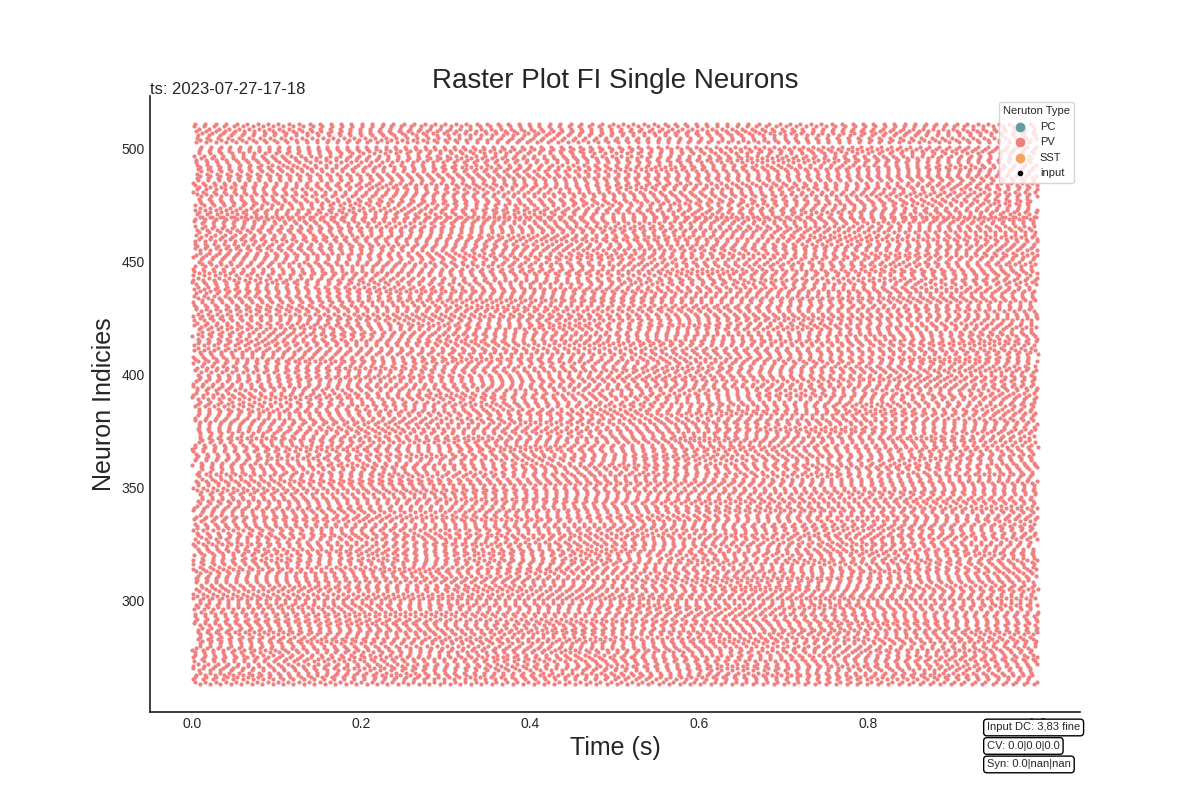 Raster Plot FI Single Neurons
ts: 2023-07-27-17-18
Neruton Type
PC
PV
SST
input
500
450
400
350
300
Neuron Indicies
0.0 0.2 0.4 0.6 0.8
Time (s)
Input DC: 3,83 fine
CV: 0.0|0.0|0.0
Syn: 0.0|nan|nan